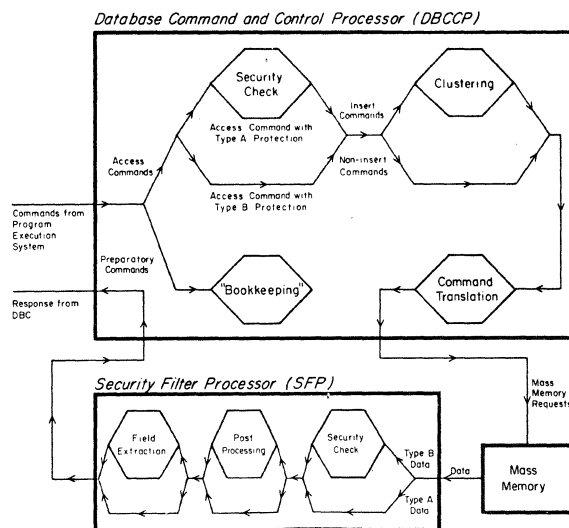 Database Command and Control Processor (DBCCP)
Security
Check
Clustering
Insert
Commands
Access Command with
Type A Protection
Non-insert
Commands
Access
Commands
Access Command with
Type B Protection
Commands from
Program
Execution
System
Preparatory
Commands
"Bookkeeping"
Command
Translation
Response from
DBC
Security Filter Processor (SFP)
Mass
Memory
Requests
Field
Extraction
Post
Processing
Security
Check
Type B
Data
Data
Type A
Data
Mass
Memory